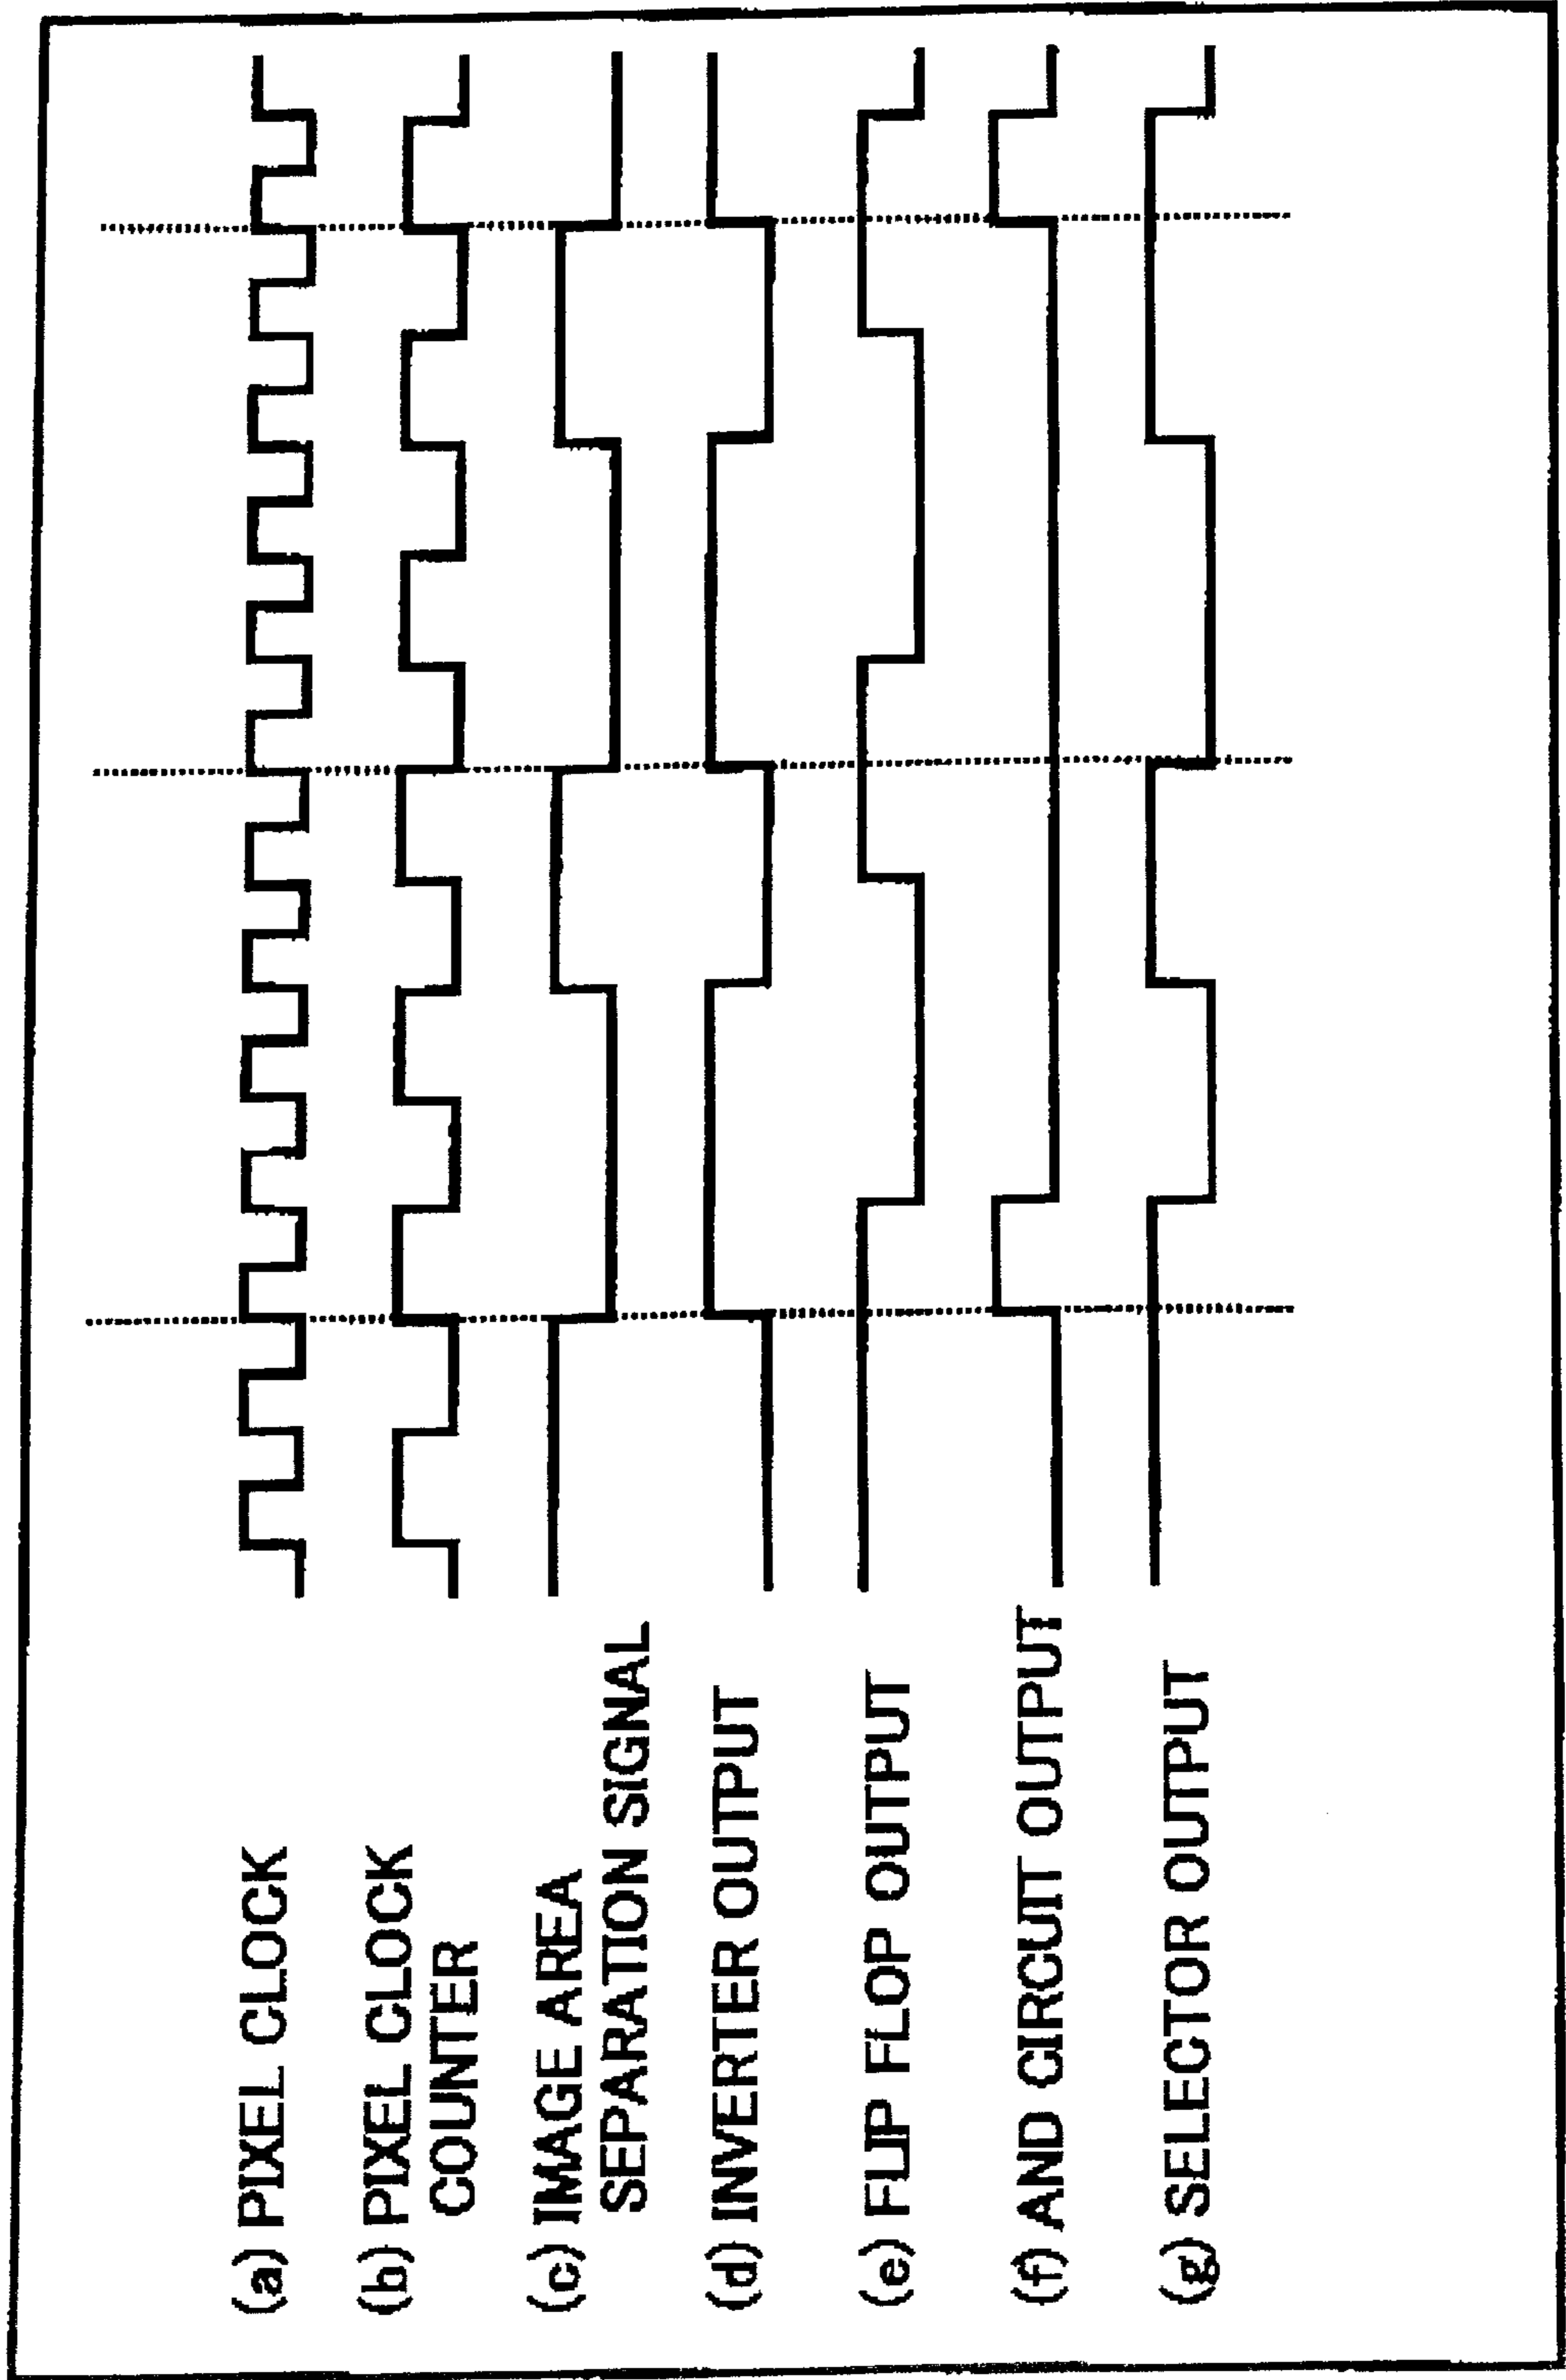 (a) PIXEL CLOCK
(b) PIXEL CLOCK
COUNTER
(c) IMAGE AREA
SEPARATION SIGNAL
(d) INVERTER OUTPUT
(e) FLIP FLOP OUTPUT
(f) AND CIRCUIT OUTPUT
(g) SELECTOR OUTPUT